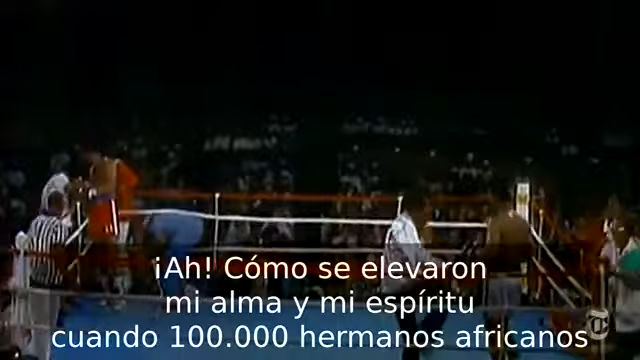 ¡Ah! Cómo se elevaron
mi alma y mi espíritu
cuando 100.000 hermanos africanos